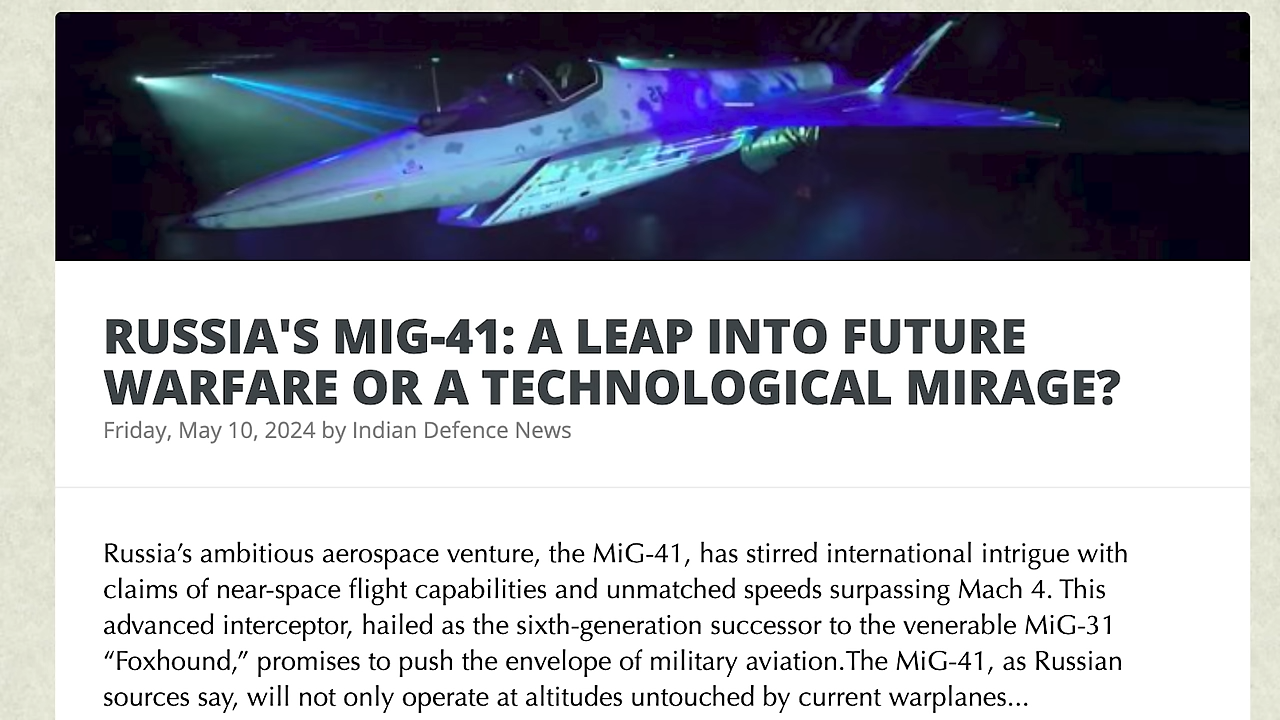 RUSSIA'S MIG-41: A LEAP INTO FUTURE
WARFARE OR A TECHNOLOGICAL MIRAGE?
Friday, May 10, 2024 by Indian Defence News
Russia’s ambitious aerospace venture, the MiG-41, has stirred international intrigue with
claims of near-space flight capabilities and unmatched speeds surpassing Mach 4. This
advanced interceptor, hailed as the sixth-generation successor to the venerable MiG-31
“Foxhound,” promises to push the envelope of military aviation.The MiG-41, as Russian
sources say, will not only operate at altitudes untouched by current warplanes...